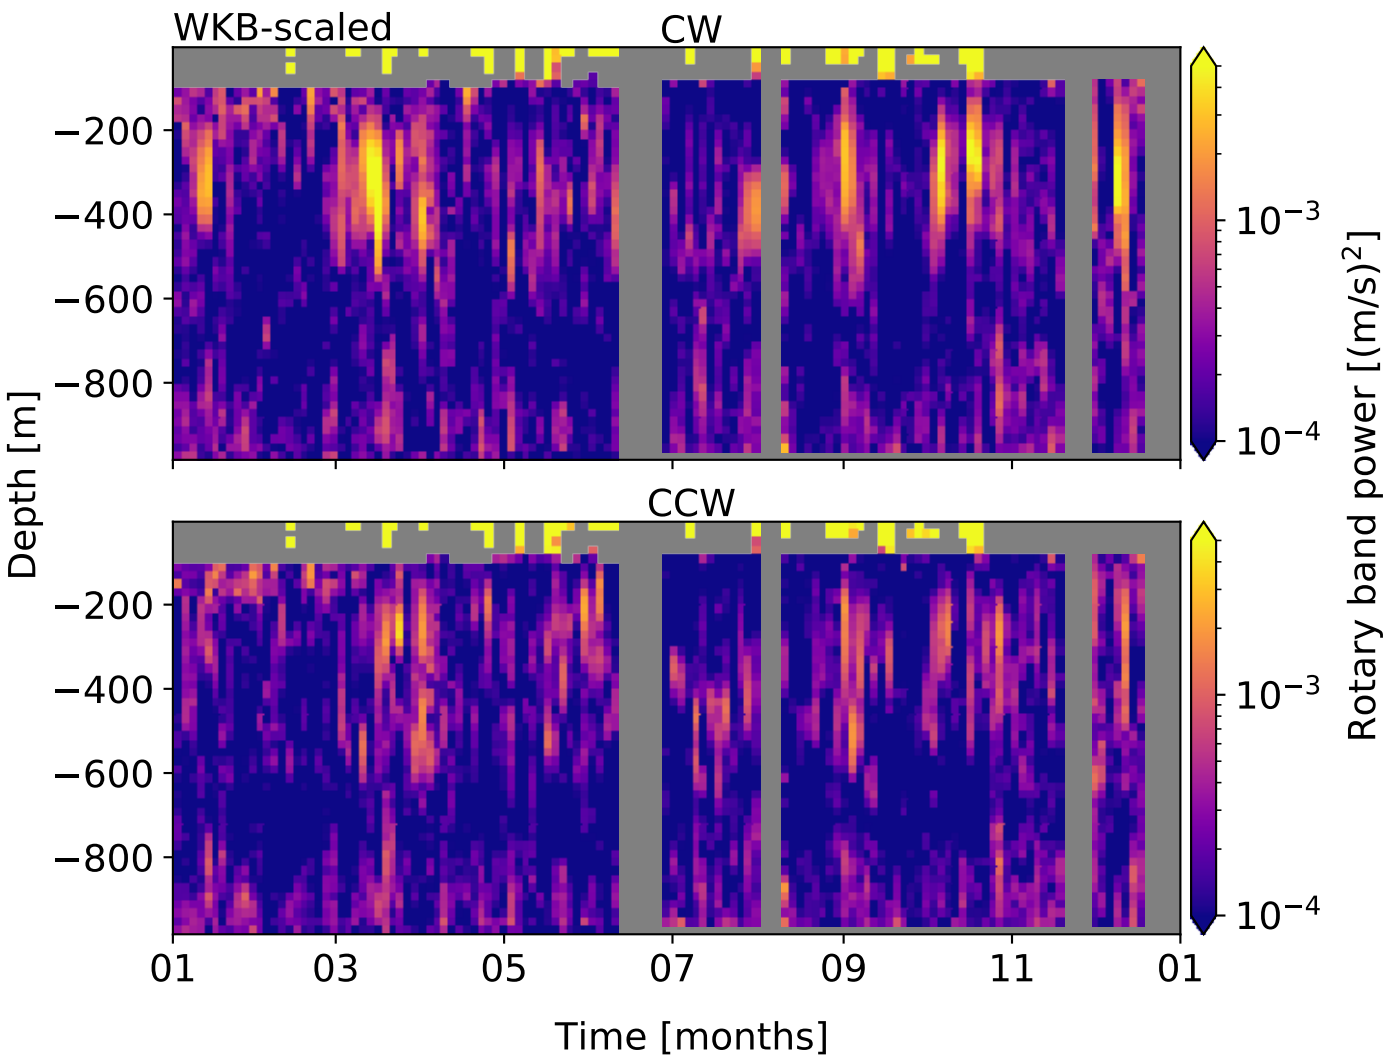 WKB-scaled
CW
−200
−400
−600
−800
10⁻³
10⁻⁴
CCW
−200
−400
−600
−800
10⁻³
10⁻⁴
Depth [m]
Rotary band power [(m/s)²]
01 03 05 07 09 11 01
Time [months]